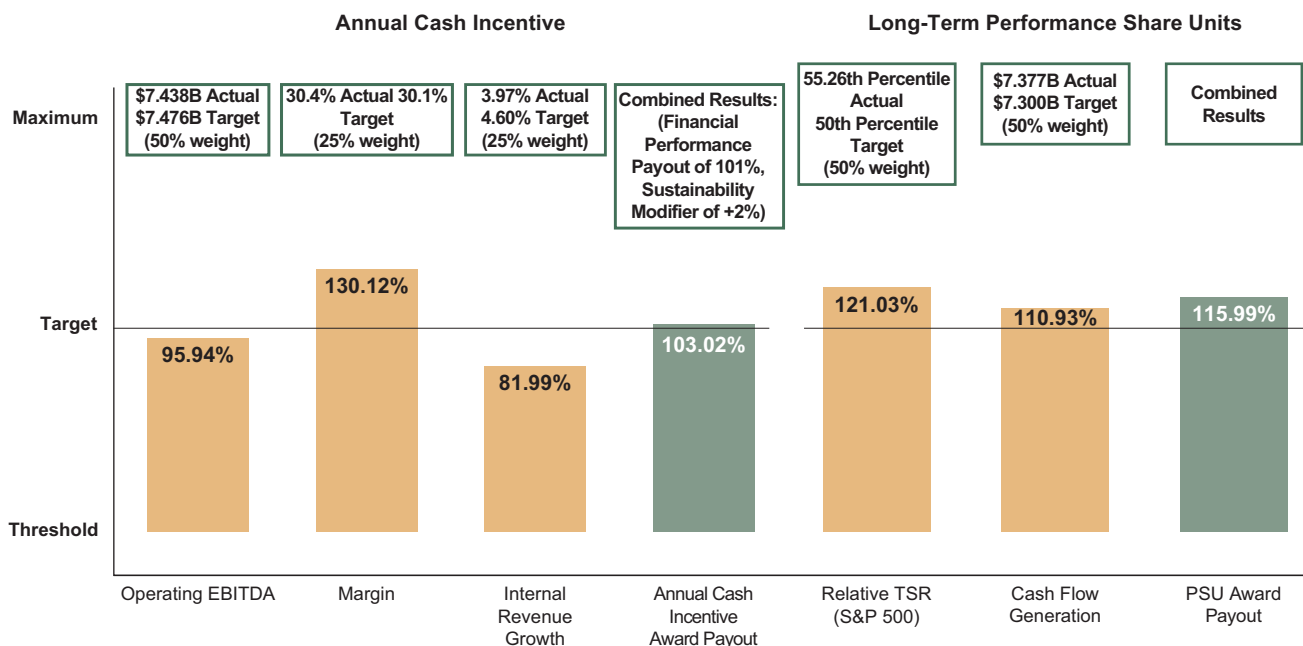 Annual Cash Incentive
Long-Term Performance Share Units
Maximum
$7.438B Actual
$7.476B Target
(50% weight)
30.4% Actual 30.1%
Target
(25% weight)
3.97% Actual
4.60% Target
(25% weight)
Combined Results:
(Financial
Performance
Payout of 101%,
Sustainability
Modifier of +2%)
55.26th Percentile
Actual
50th Percentile
Target
(50% weight)
$7.377B Actual
$7.300B Target
(50% weight)
Combined
Results
Target
95.94%
130.12%
81.99%
103.02%
121.03%
110.93%
115.99%
Threshold
Operating EBITDA
Margin
Internal
Revenue
Growth
Annual Cash
Incentive
Award Payout
Relative TSR
(S&P 500)
Cash Flow
Generation
PSU Award
Payout